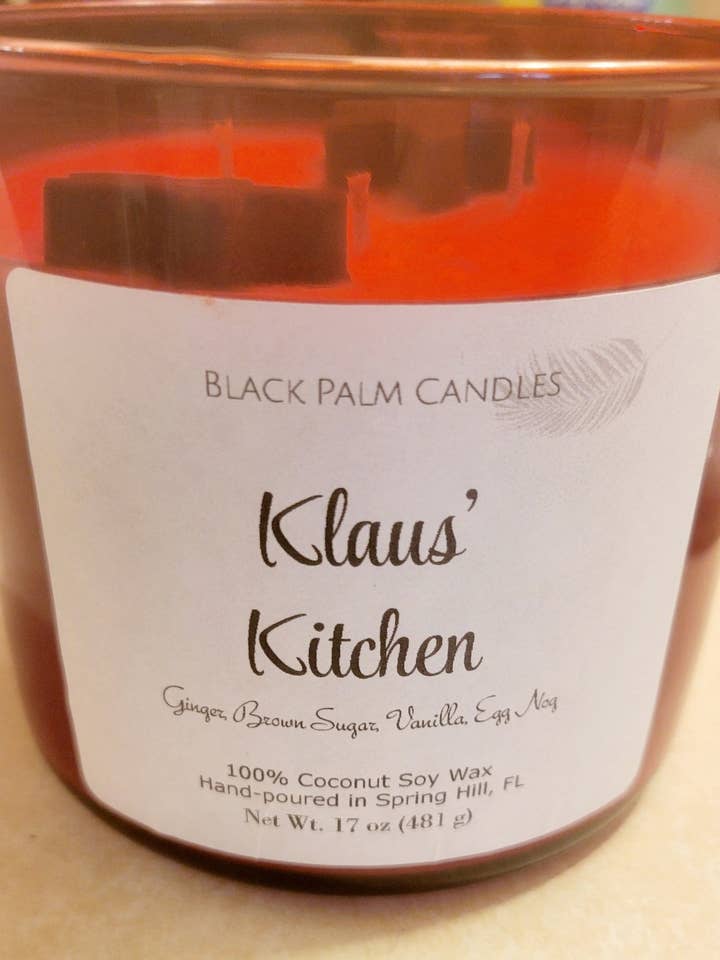 BLACK PALM CANDLES
Klaus'
Kitchen
Ginger, Brown Sugar, Vanilla, Egg Nog
100% Coconut Soy Wax
Hand-poured in Spring Hill, FL
Net Wt. 17 oz (481 g)